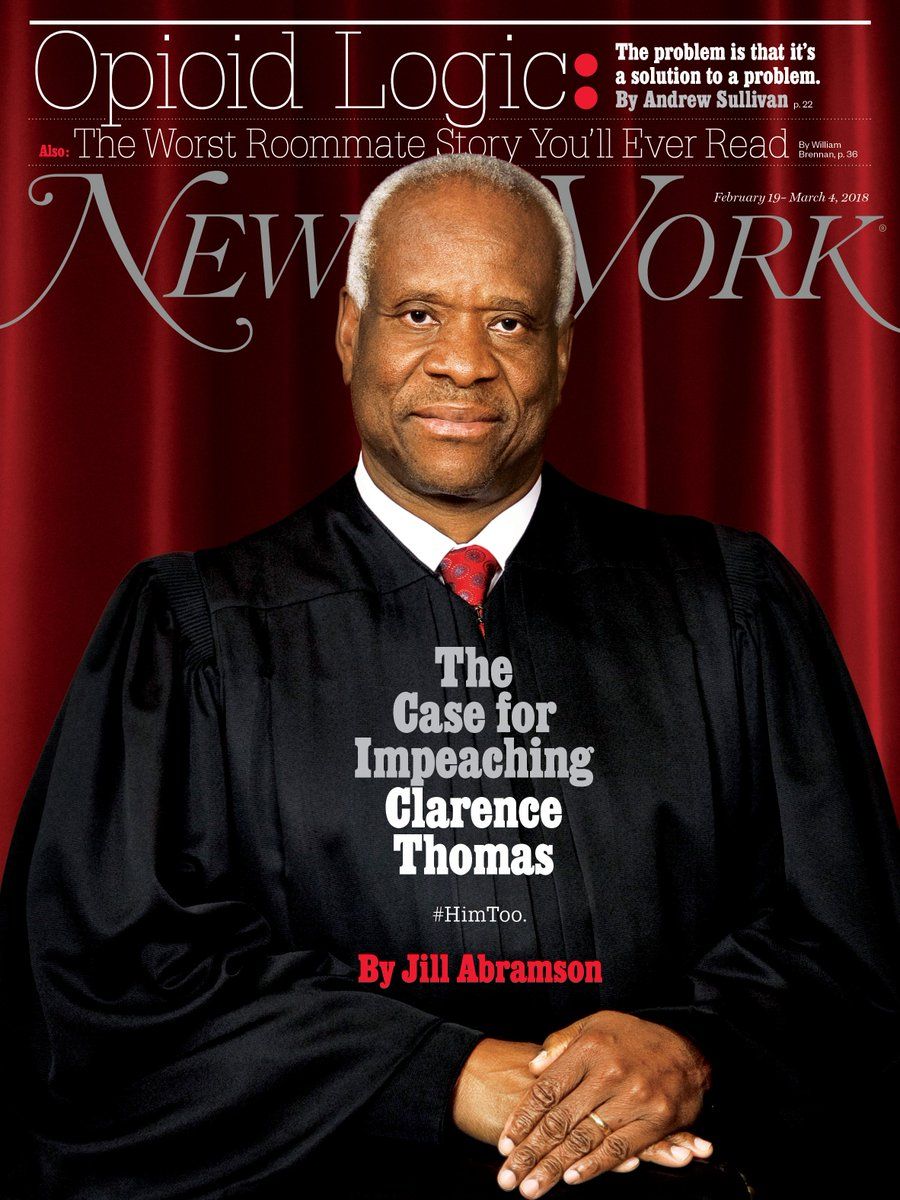 Opioid Logic:
The problem is that it's
a solution to a problem.
By Andrew Sullivan p. 22
Also: The Worst Roommate Story You'll Ever Read
By William
Brennan, p. 36
February 19– March 4, 2018
NEW YORK®
The
Case for
Impeaching
Clarence
Thomas
#HimToo.
By Jill Abramson